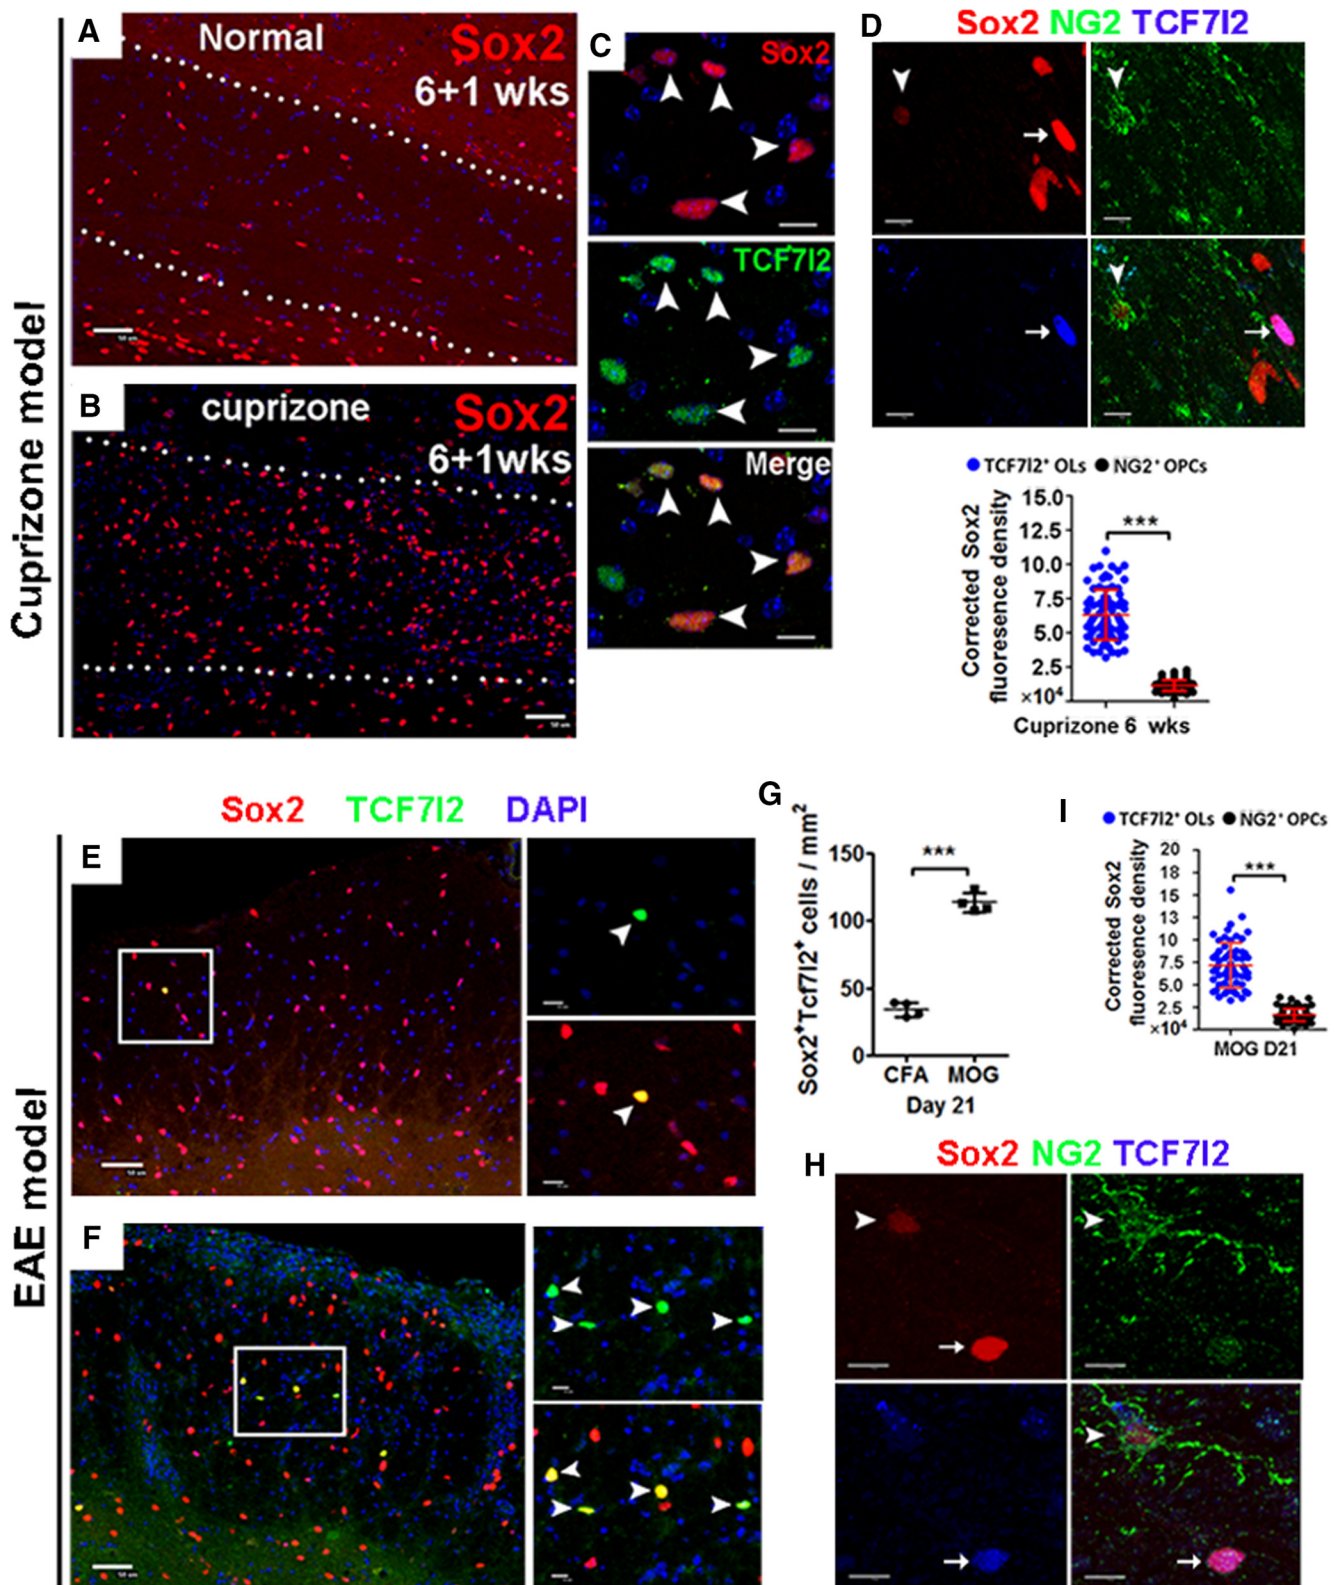 Cuprizone model
A
Normal
Sox2
6+1 wks
B
cuprizone
Sox2
6+1wks
C
Sox2
TCF7l2
Merge
D
Sox2 NG2 TCF7l2
TCF7l2⁺ OLs NG2⁺ OPCs
Corrected Sox2
fluoresence density
15.0
12.5
10.0
7.5
5.0
2.5
×10⁴
***
Cuprizone 6 wks
EAE model
Sox2 TCF7l2 DAPI
E
F
G
Sox2⁺Tcf7l2⁺ cells / mm²
150
100
50
0
***
CFA MOG
Day 21
I
TCF7l2⁺ OLs NG2⁺ OPCs
Corrected Sox2
fluoresence density
20
18
15
13
10
7.5
5.0
2.5
×10⁴
***
MOG D21
H
Sox2 NG2 TCF7l2